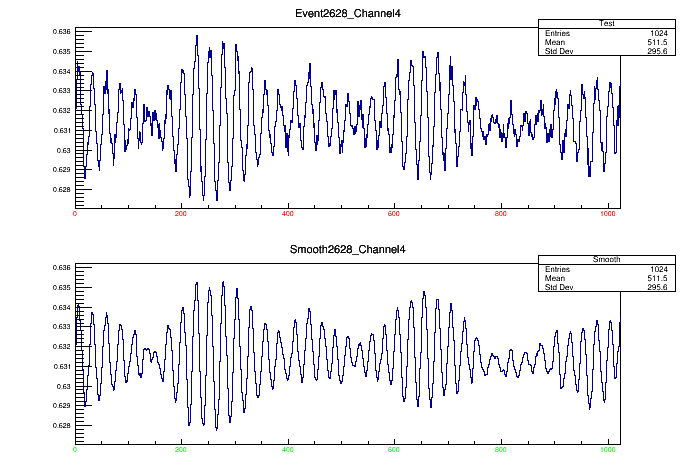 Event2628_Channel4
Test
Entries 1024
Mean 511.5
Std Dev 295.6
0.636
0.635
0.634
0.633
0.632
0.631
0.63
0.629
0.628
0 200 400 600 800 1000
Smooth2628_Channel4
Smooth
Entries 1024
Mean 511.5
Std Dev 295.6
0.636
0.635
0.634
0.633
0.632
0.631
0.63
0.629
0.628
0 200 400 600 800 1000